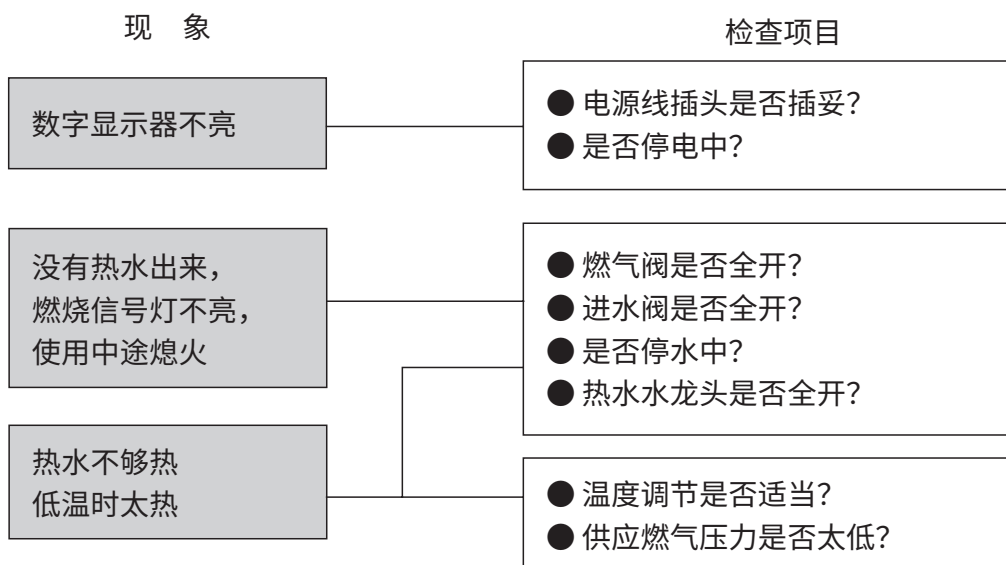 现 象
检查项目
数字显示器不亮
● 电源线插头是否插妥？
● 是否停电中？
没有热水出来，
燃烧信号灯不亮，
使用中途熄火
● 燃气阀是否全开？
● 进水阀是否全开？
● 是否停水中？
● 热水水龙头是否全开？
热水不够热
低温时太热
● 温度调节是否适当？
● 供应燃气压力是否太低？